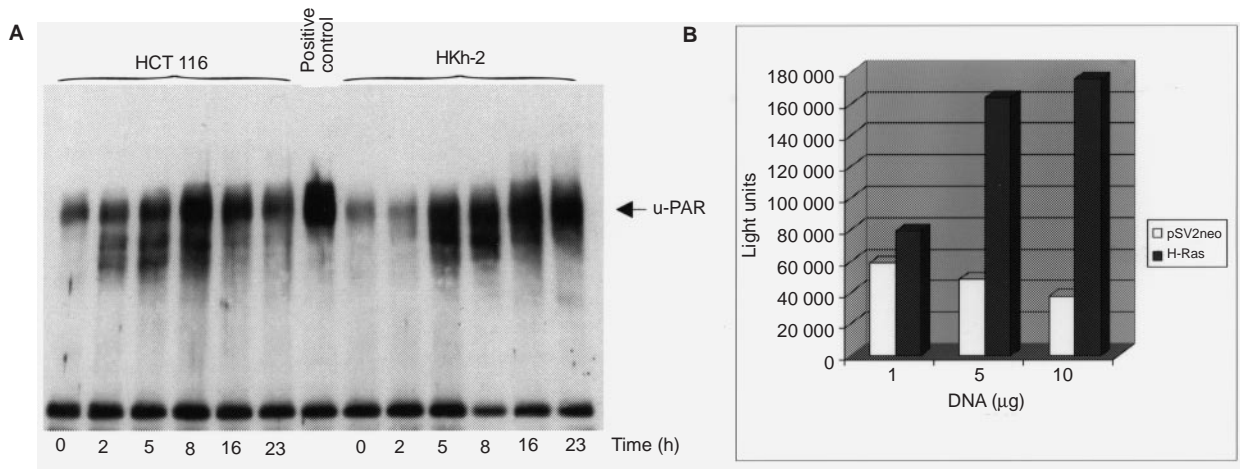 A
HCT 116
Positive control
HKh-2
u-PAR
0 2 5 8 16 23 0 2 5 8 16 23 Time (h)
B
180 000
160 000
140 000
120 000
100 000
80 000
60 000
40 000
20 000
0
Light units
1 5 10
DNA (μg)
pSV2neo
H-Ras